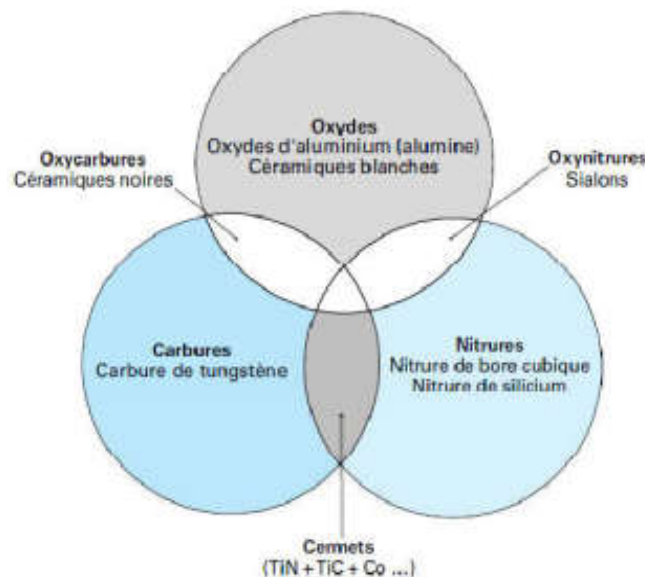 Oxydes
Oxydes d'aluminium (alumine)
Céramiques blanches
Oxycarbures
Céramiques noires
Oxynitrures
Sialons
Carbures
Carbure de tungstène
Nitrures
Nitrure de bore cubique
Nitrure de silicium
Cermets
(TiN + TiC + Co ...)